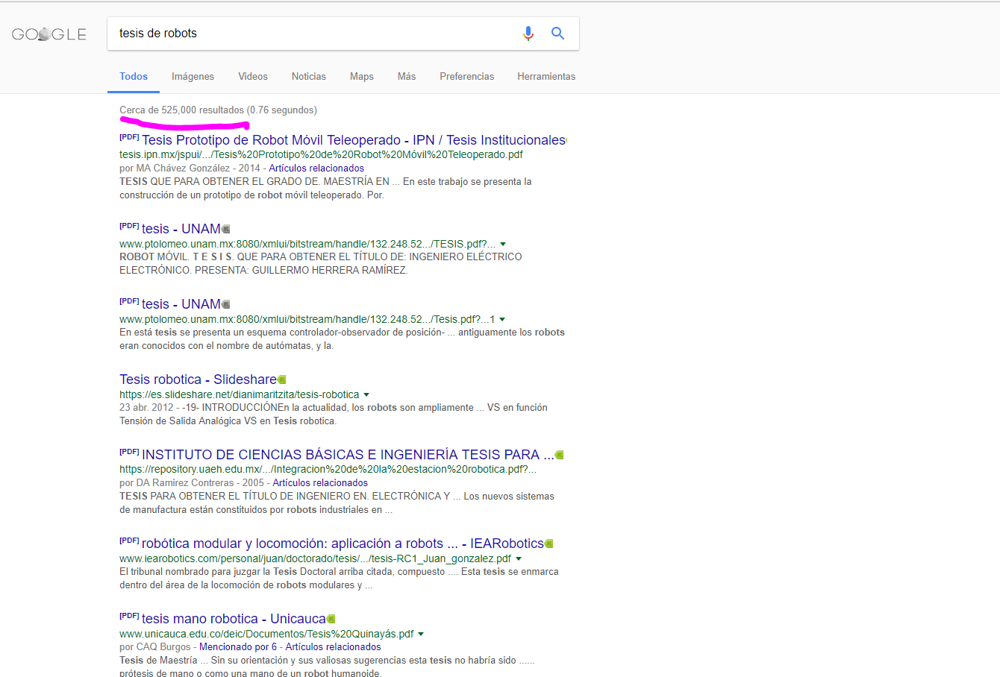 GOOGLE
tesis de robots
Todos Imágenes Videos Noticias Maps Más Preferencias Herramientas
Cerca de 525,000 resultados (0.76 segundos)
[PDF] Tesis Prototipo de Robot Móvil Teleoperado - IPN / Tesis Institucionales
tesis.ipn.mx/jspui/.../Tesis%20Prototipo%20de%20Robot%20Móvil%20Teleoperado.pdf
por MA Chávez González - 2014 - Artículos relacionados
TESIS QUE PARA OBTENER EL GRADO DE. MAESTRÍA EN ... En este trabajo se presenta la
construcción de un prototipo de robot móvil teleoperado. Por.
[PDF] tesis - UNAM
www.ptolomeo.unam.mx:8080/xmlui/bitstream/handle/132.248.52.../TESIS.pdf?...
ROBOT MÓVIL. T E S I S. QUE PARA OBTENER EL TÍTULO DE: INGENIERO ELÉCTRICO
ELECTRÓNICO. PRESENTA: GUILLERMO HERRERA RAMÍREZ.
[PDF] tesis - UNAM
www.ptolomeo.unam.mx:8080/xmlui/bitstream/handle/132.248.52.../Tesis.pdf?...1
En está tesis se presenta un esquema controlador-observador de posición- ... antiguamente los robots
eran conocidos con el nombre de autómatas, y la.
Tesis robotica - Slideshare
https://es.slideshare.net/dianimaritzita/tesis-robotica
23 abr. 2012 - -19- INTRODUCCIÓNEn la actualidad, los robots son ampliamente ... VS en función
Tensión de Salida Analógica VS en Tesis robotica.
[PDF] INSTITUTO DE CIENCIAS BÁSICAS E INGENIERÍA TESIS PARA ...
https://repository.uaeh.edu.mx/.../Integracion%20de%20la%20estacion%20robotica.pdf?...
por DA Ramirez Contreras - 2005 - Artículos relacionados
TESIS PARA OBTENER EL TÍTULO DE INGENIERO EN. ELECTRÓNICA Y ... Los nuevos sistemas
de manufactura están constituidos por robots industriales en ...
[PDF] robótica modular y locomoción: aplicación a robots ... - IEARobotics
www.iearobotics.com/personal/juan/doctorado/tesis/.../tesis-RC1_Juan_gonzalez.pdf
El tribunal nombrado para juzgar la Tesis Doctoral arriba citada, compuesto .... Esta tesis se enmarca
dentro del área de la locomoción de robots modulares y ...
[PDF] tesis mano robotica - Unicauca
www.unicauca.edu.co/deic/Documentos/Tesis%20Quinayás.pdf
por CAQ Burgos - Mencionado por 6 - Artículos relacionados
Tesis de Maestría ... Sin su orientación y sus valiosas sugerencias esta tesis no habría sido ......
prótesis de mano o como una mano de un robot humanoide.